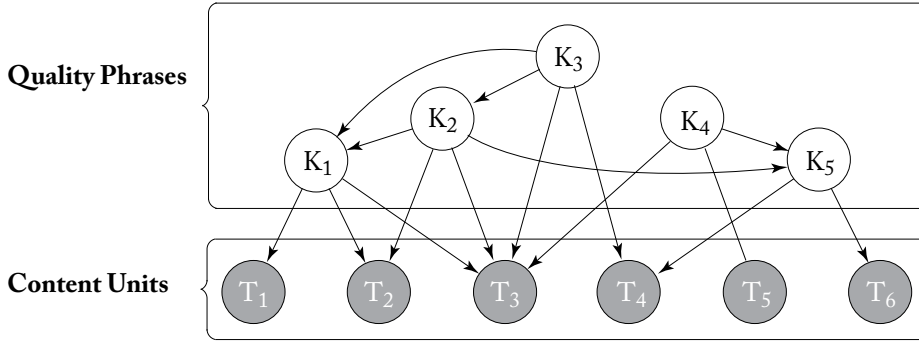 K3
Quality Phrases
K2
K4
K1
K5
Content Units
T1 T2 T3 T4 T5 T6